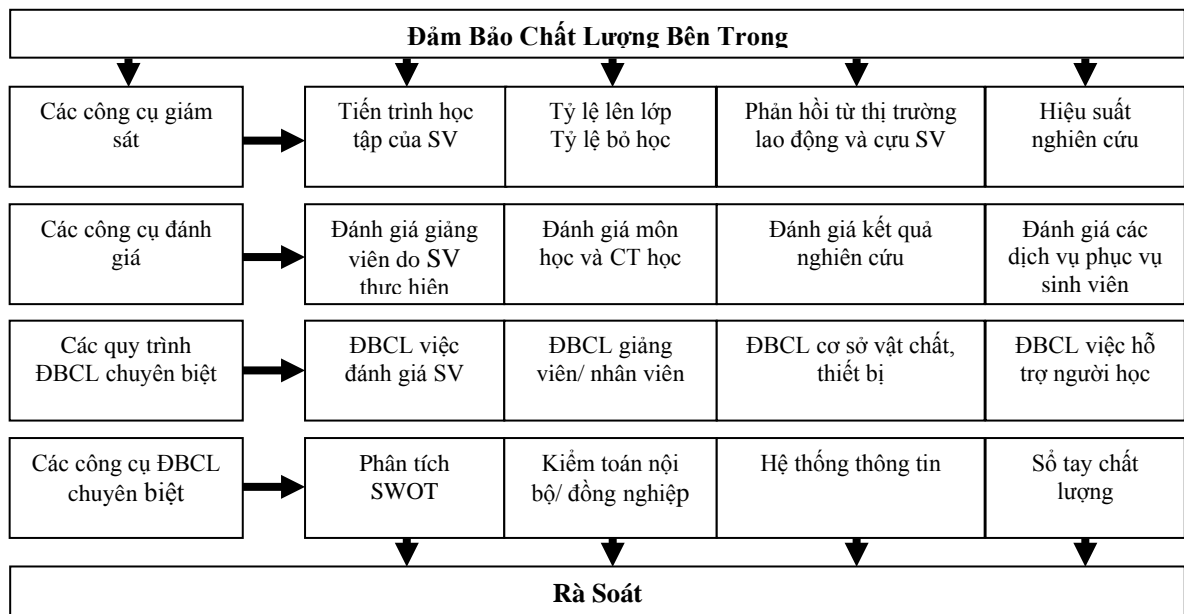 Đảm Bảo Chất Lượng Bên Trong
Các công cụ giám
sát
Tiến trình học
tập của SV
Tỷ lệ lên lớp
Tỷ lệ bỏ học
Phản hồi từ thị trường
lao động và cựu SV
Hiệu suất
nghiên cứu
Các công cụ đánh
giá
Đánh giá giảng
viên do SV
thực hiện
Đánh giá môn
học và CT học
Đánh giá kết quả
nghiên cứu
Đánh giá các
dịch vụ phục vụ
sinh viên
Các quy trình
ĐBCL chuyên biệt
ĐBCL việc
đánh giá SV
ĐBCL giảng
viên/ nhân viên
ĐBCL cơ sở vật chất,
thiết bị
ĐBCL việc hỗ
trợ người học
Các công cụ ĐBCL
chuyên biệt
Phân tích
SWOT
Kiểm toán nội
bộ/ đồng nghiệp
Hệ thống thông tin
Sổ tay chất
lượng
Rà Soát